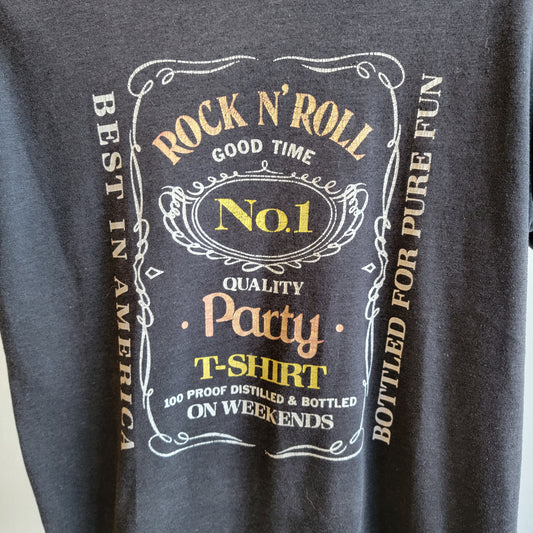 ROCK N' ROLL
GOOD TIME
No.1
QUALITY
· Party ·
T-SHIRT
100 PROOF DISTILLED & BOTTLED
ON WEEKENDS
BEST IN AMERICA
BOTTLED FOR PURE FUN